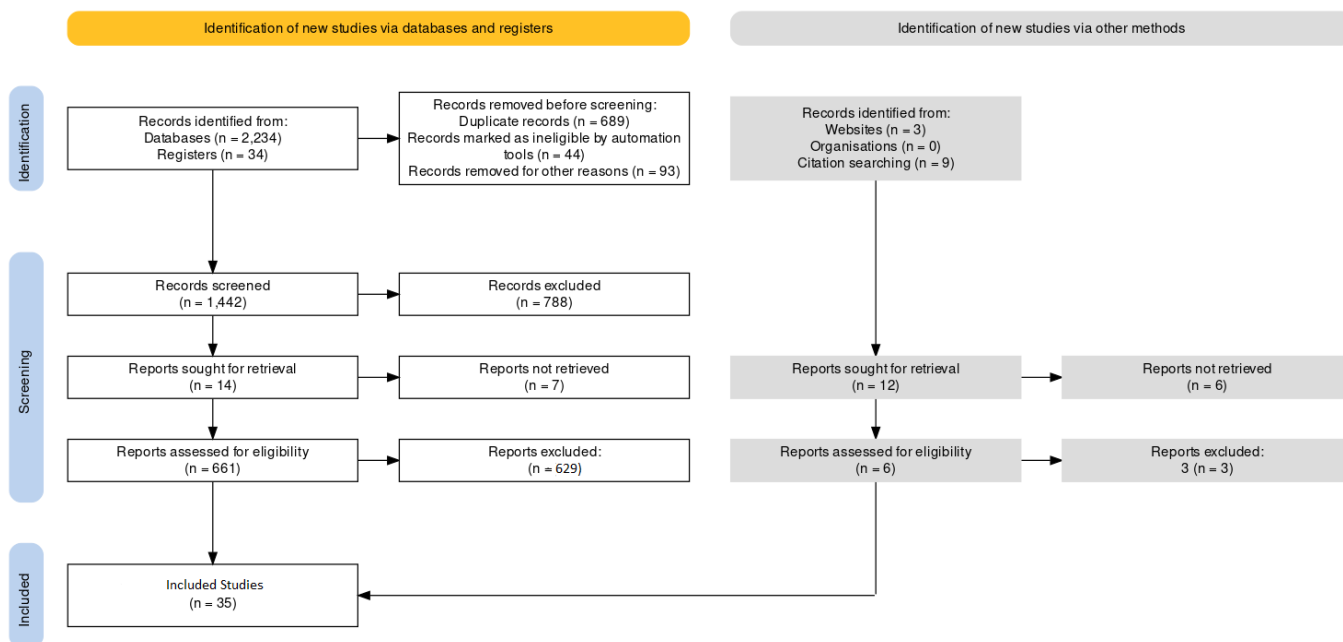 Identification of new studies via databases and registers
Identification of new studies via other methods
Identification
Records identified from:
Databases (n = 2,234)
Registers (n = 34)
Records removed before screening:
Duplicate records (n = 689)
Records marked as ineligible by automation
tools (n = 44)
Records removed for other reasons (n = 93)
Records identified from:
Websites (n = 3)
Organisations (n = 0)
Citation searching (n = 9)
Screening
Records screened
(n = 1,442)
Records excluded
(n = 788)
Reports sought for retrieval
(n = 14)
Reports not retrieved
(n = 7)
Reports sought for retrieval
(n = 12)
Reports not retrieved
(n = 6)
Reports assessed for eligibility
(n = 661)
Reports excluded:
(n = 629)
Reports assessed for eligibility
(n = 6)
Reports excluded:
3 (n = 3)
Included
Included Studies
(n = 35)